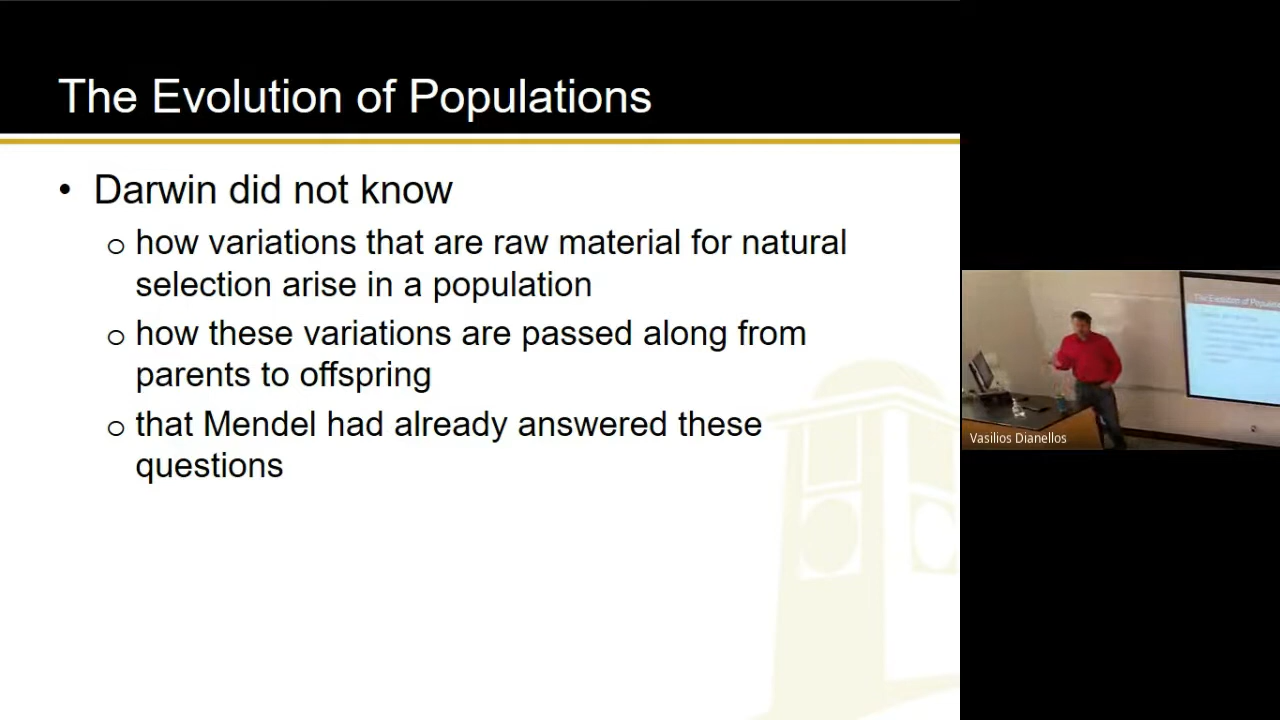 The Evolution of Populations
• Darwin did not know
o how variations that are raw material for natural
selection arise in a population
o how these variations are passed along from
parents to offspring
o that Mendel had already answered these
questions
Vasilios Dianellos